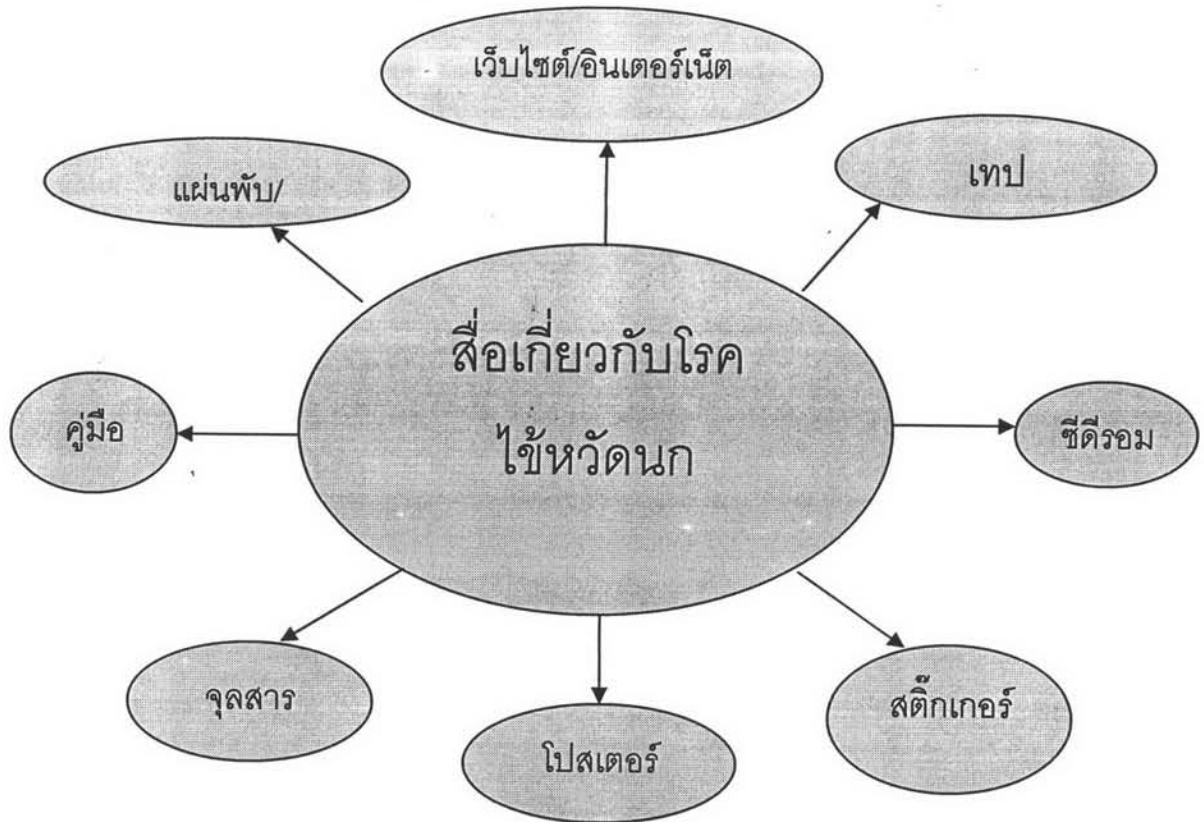 เว็บไซต์/อินเตอร์เน็ต
แผ่นพับ/
เทป
สื่อเกี่ยวกับโรค
ไข้หวัดนก
คู่มือ
ซีดีรอม
จุลสาร
โปสเตอร์
สติ๊กเกอร์